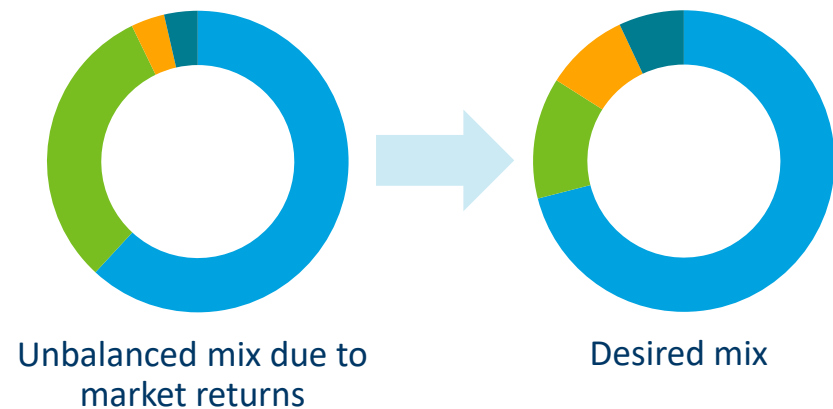 Unbalanced mix due to
market returns
Desired mix